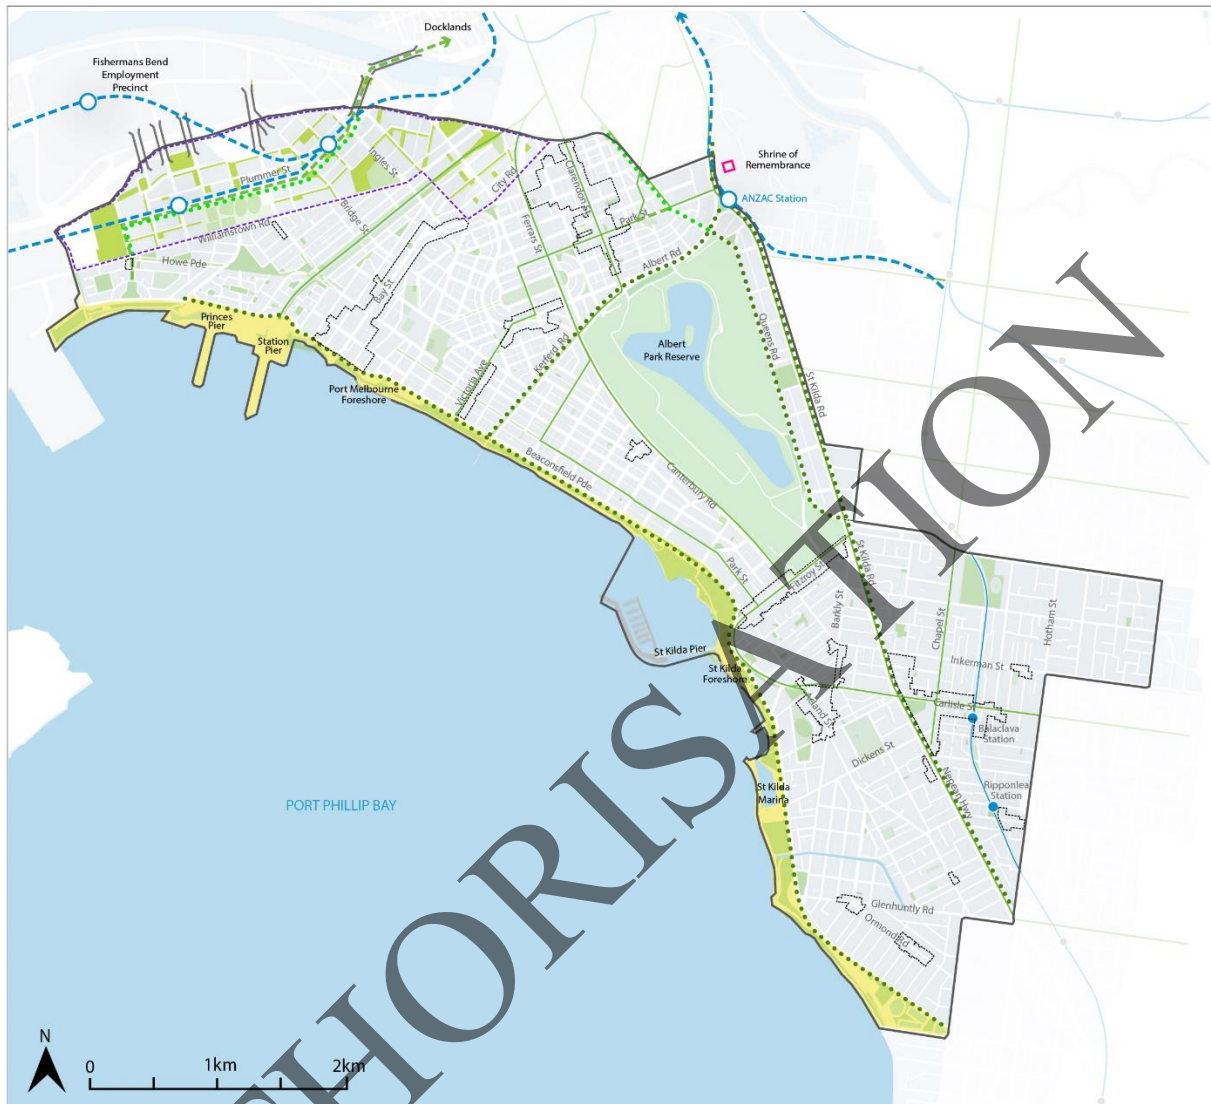 Docklands
Fishermans Bend
Employment
Precinct
Shrine of
Remembrance
ANZAC Station
Plummer St
Ingles St
City Rd
Clarendon St
Park St
Ferrars St
Bridge St
Williamstown Rd
Howe Pde
Albert Rd
Bay St
Princes
Pier
Station
Pier
Queens Rd
Albert
Park Reserve
Kerferd Rd
Victoria Ave
Port Melbourne
Foreshore
St Kilda Rd
Beaconsfield Pde
Canterbury Rd
Park St
Fitzroy St
St Kilda Rd
Barkly St
Chapel St
Hotham St
St Kilda Pier
St Kilda
Foreshore
Inkerman St
Carlisle St
Acland St
Balaclava
Station
Dickens St
Nepean Hwy
Ripponlea
Station
St Kilda
Marina
PORT PHILLIP BAY
Glenhuntly Rd
Ormond Rd
N
0 1km 2km
THORISATION